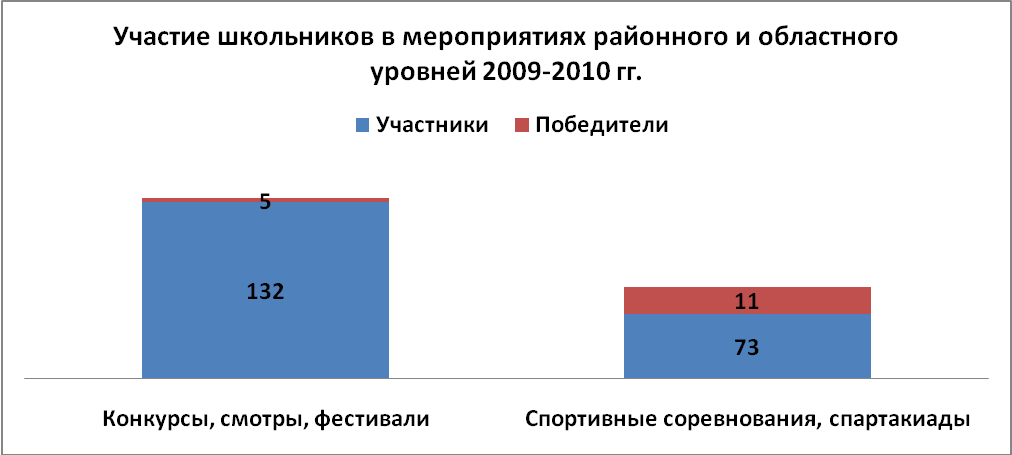 Участие школьников в мероприятиях районного и областного
уровней 2009-2010 гг.
Участники Победители
5
132
11
73
Конкурсы, смотры, фестивали
Спортивные соревнования, спартакиады